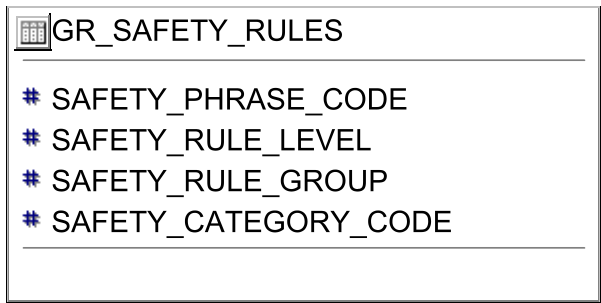 GR_SAFETY_RULES
# SAFETY_PHRASE_CODE
# SAFETY_RULE_LEVEL
# SAFETY_RULE_GROUP
# SAFETY_CATEGORY_CODE